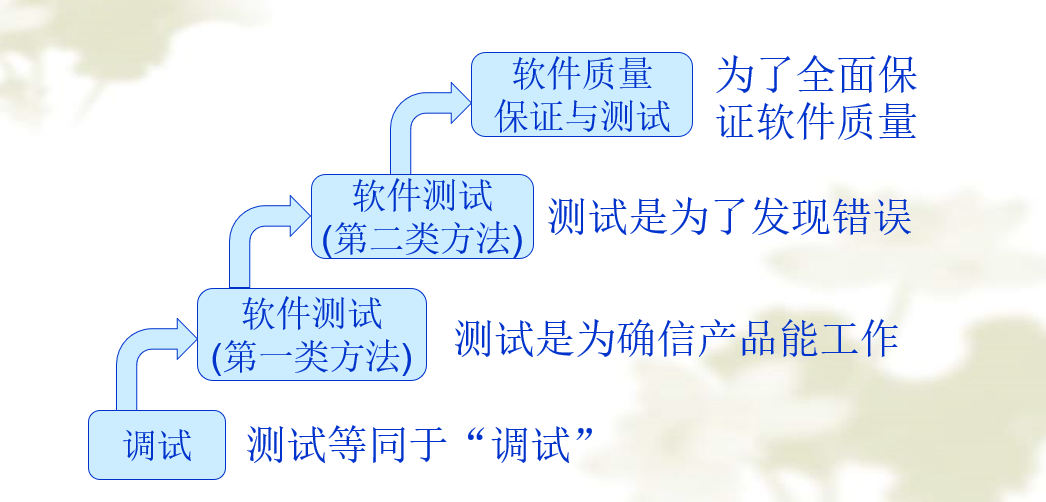 软件质量
保证与测试
为了全面保
证软件质量
软件测试
(第二类方法)
测试是为了发现错误
软件测试
(第一类方法)
测试是为确信产品能工作
调试
测试等同于“调试”